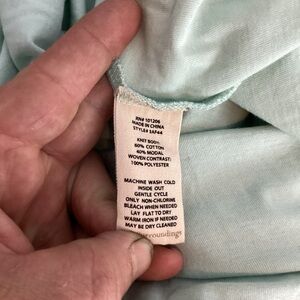 RN# 101206
MADE IN CHINA
STYLE# 3AF44
KNIT BODY:
60% COTTON
40% MODAL
WOVEN CONTRAST:
100% POLYESTER
MACHINE WASH COLD
INSIDE OUT
GENTLE CYCLE
ONLY NON-CHLORINE
BLEACH WHEN NEEDED
LAY FLAT TO DRY
WARM IRON IF NEEDED
MAY BE DRY CLEANED